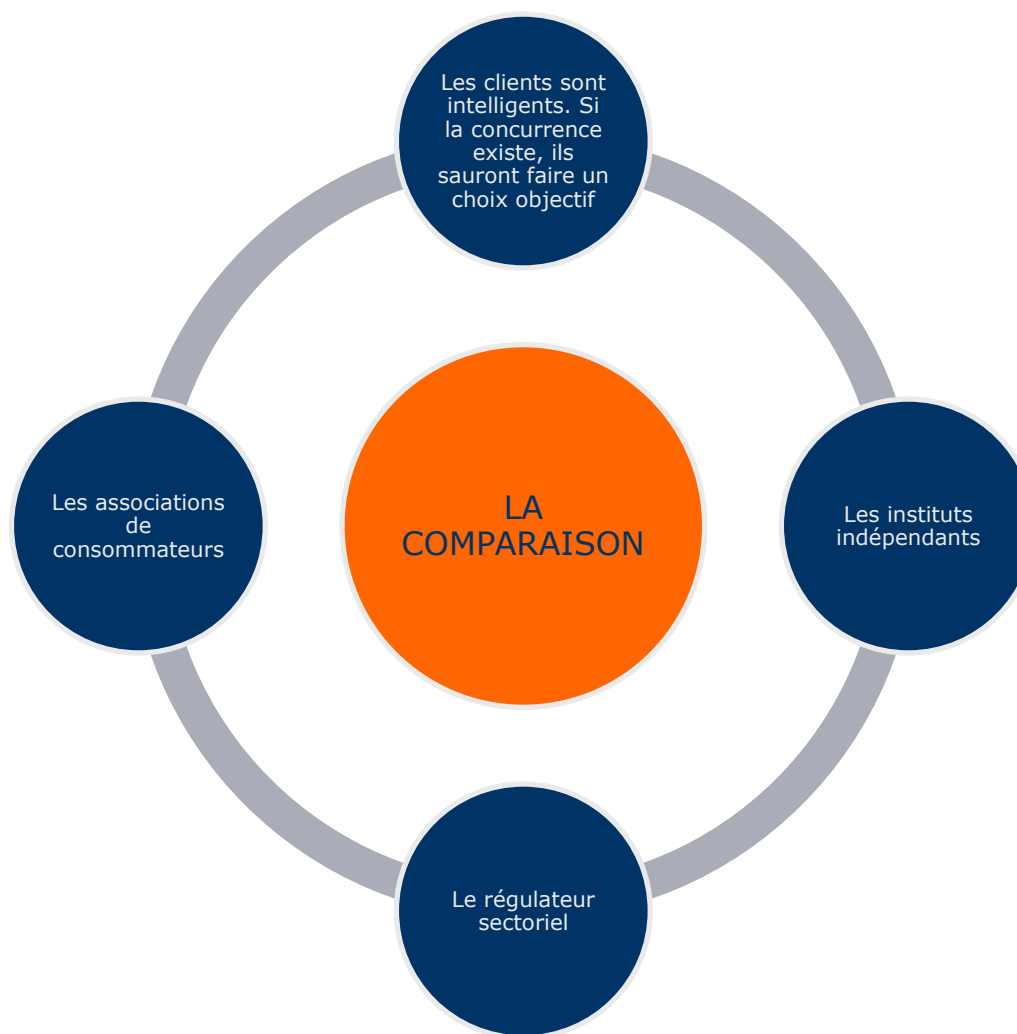 Les clients sont
intelligents. Si
la concurrence
existe, ils
sauront faire un
choix objectif
Les associations
de
consommateurs
LA
COMPARAISON
Les instituts
indépendants
Le régulateur
sectoriel